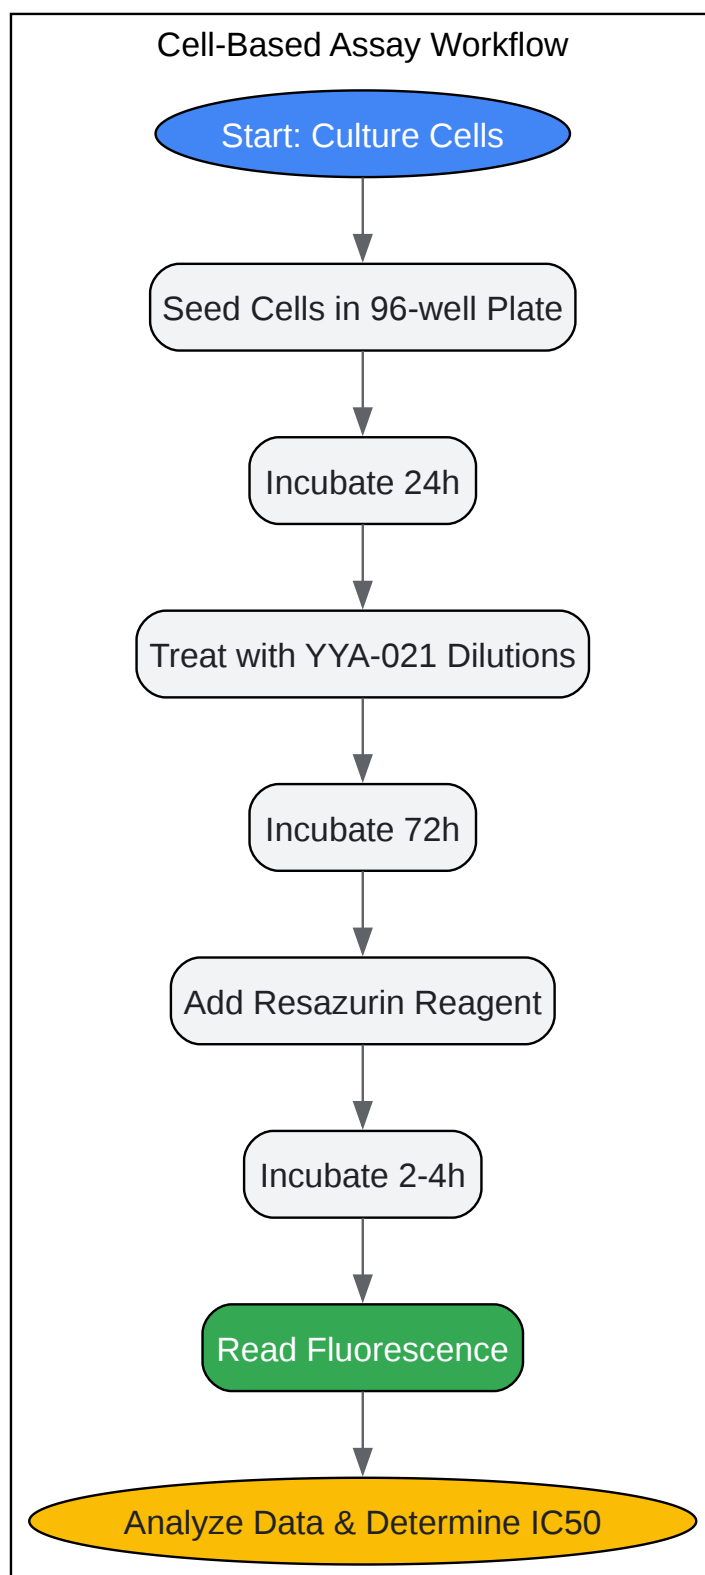 Cell-Based Assay Workflow
Start: Culture Cells
Seed Cells in 96-well Plate
Incubate 24h
Treat with YYA-021 Dilutions
Incubate 72h
Add Resazurin Reagent
Incubate 2-4h
Read Fluorescence
Analyze Data & Determine IC50